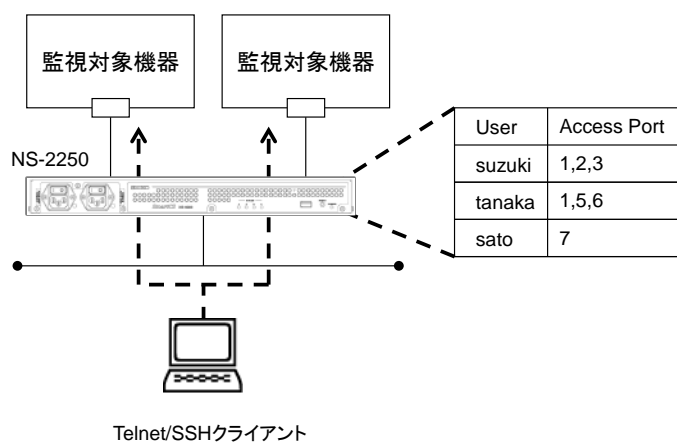 監視対象機器
監視対象機器
NS-2250
User Access Port
suzuki 1,2,3
tanaka 1,5,6
sato 7
Telnet/SSHクライアント